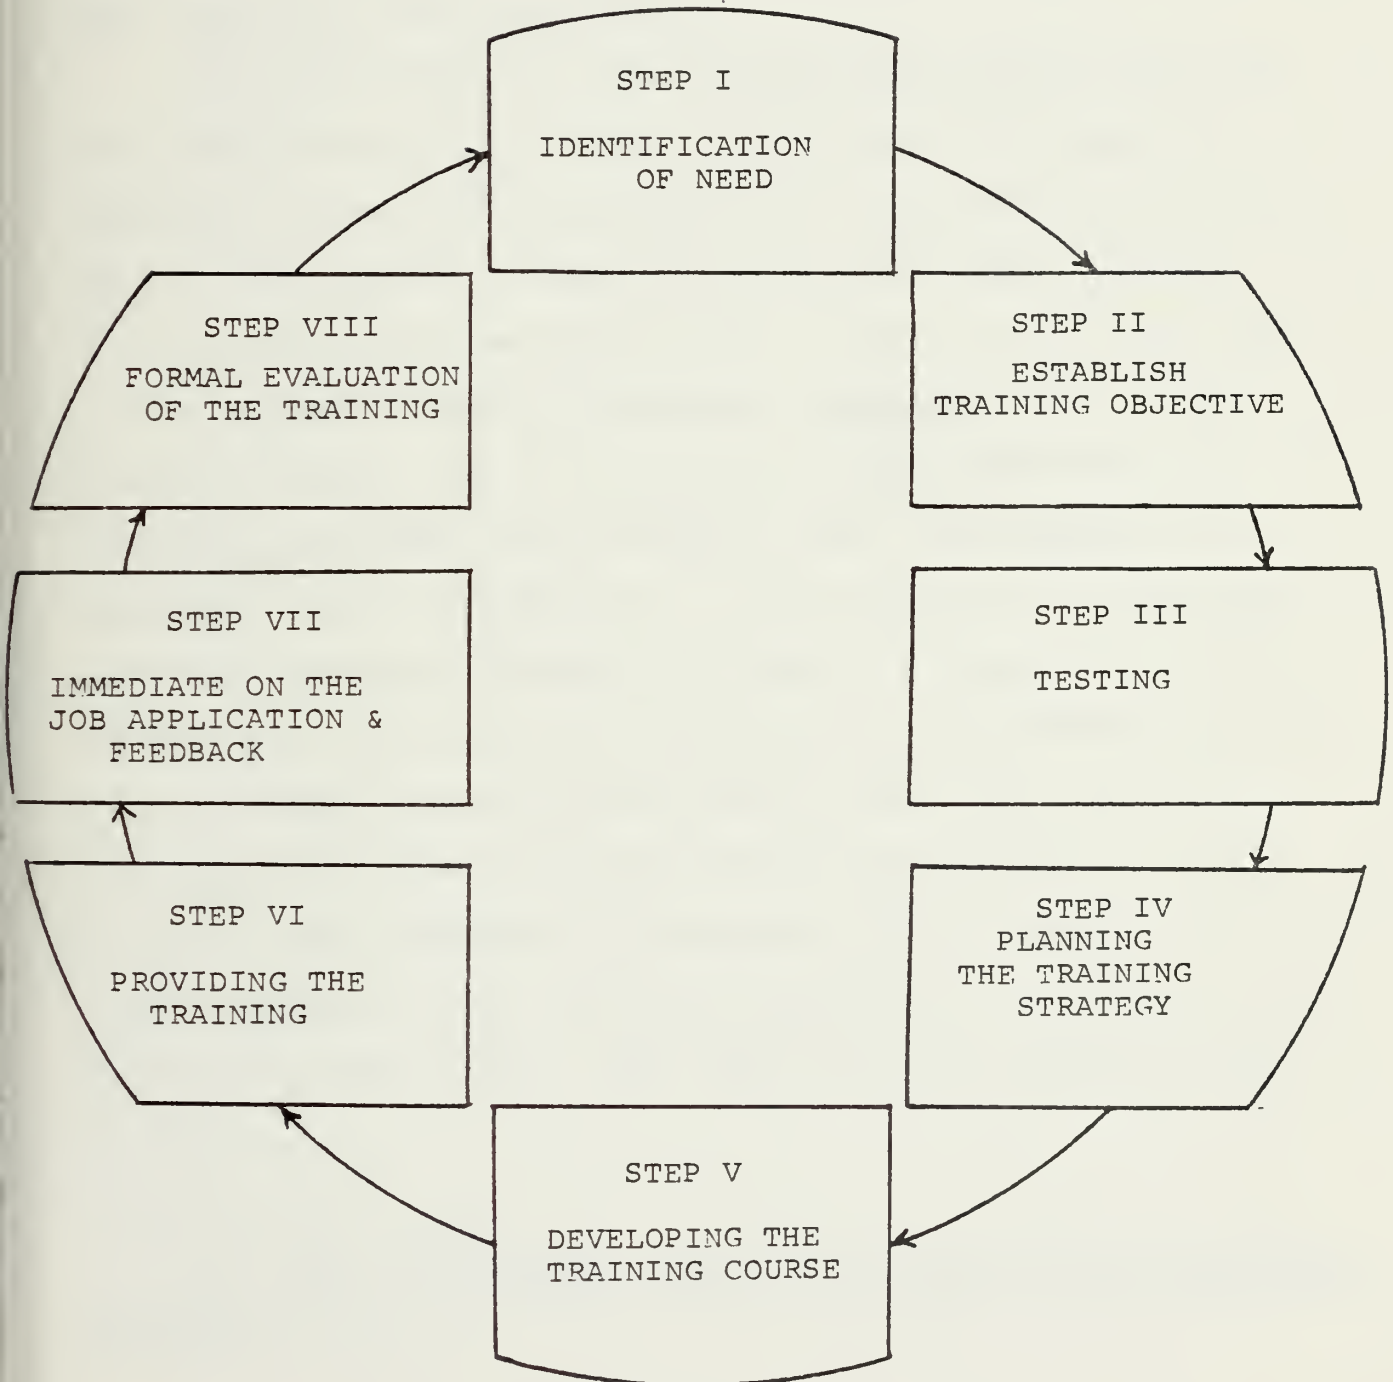 STEP I
IDENTIFICATION
OF NEED
STEP II
ESTABLISH
TRAINING OBJECTIVE
STEP III
TESTING
STEP IV
PLANNING
THE TRAINING
STRATEGY
STEP V
DEVELOPING THE
TRAINING COURSE
STEP VI
PROVIDING THE
TRAINING
STEP VII
IMMEDIATE ON THE
JOB APPLICATION &
FEEDBACK
STEP VIII
FORMAL EVALUATION
OF THE TRAINING